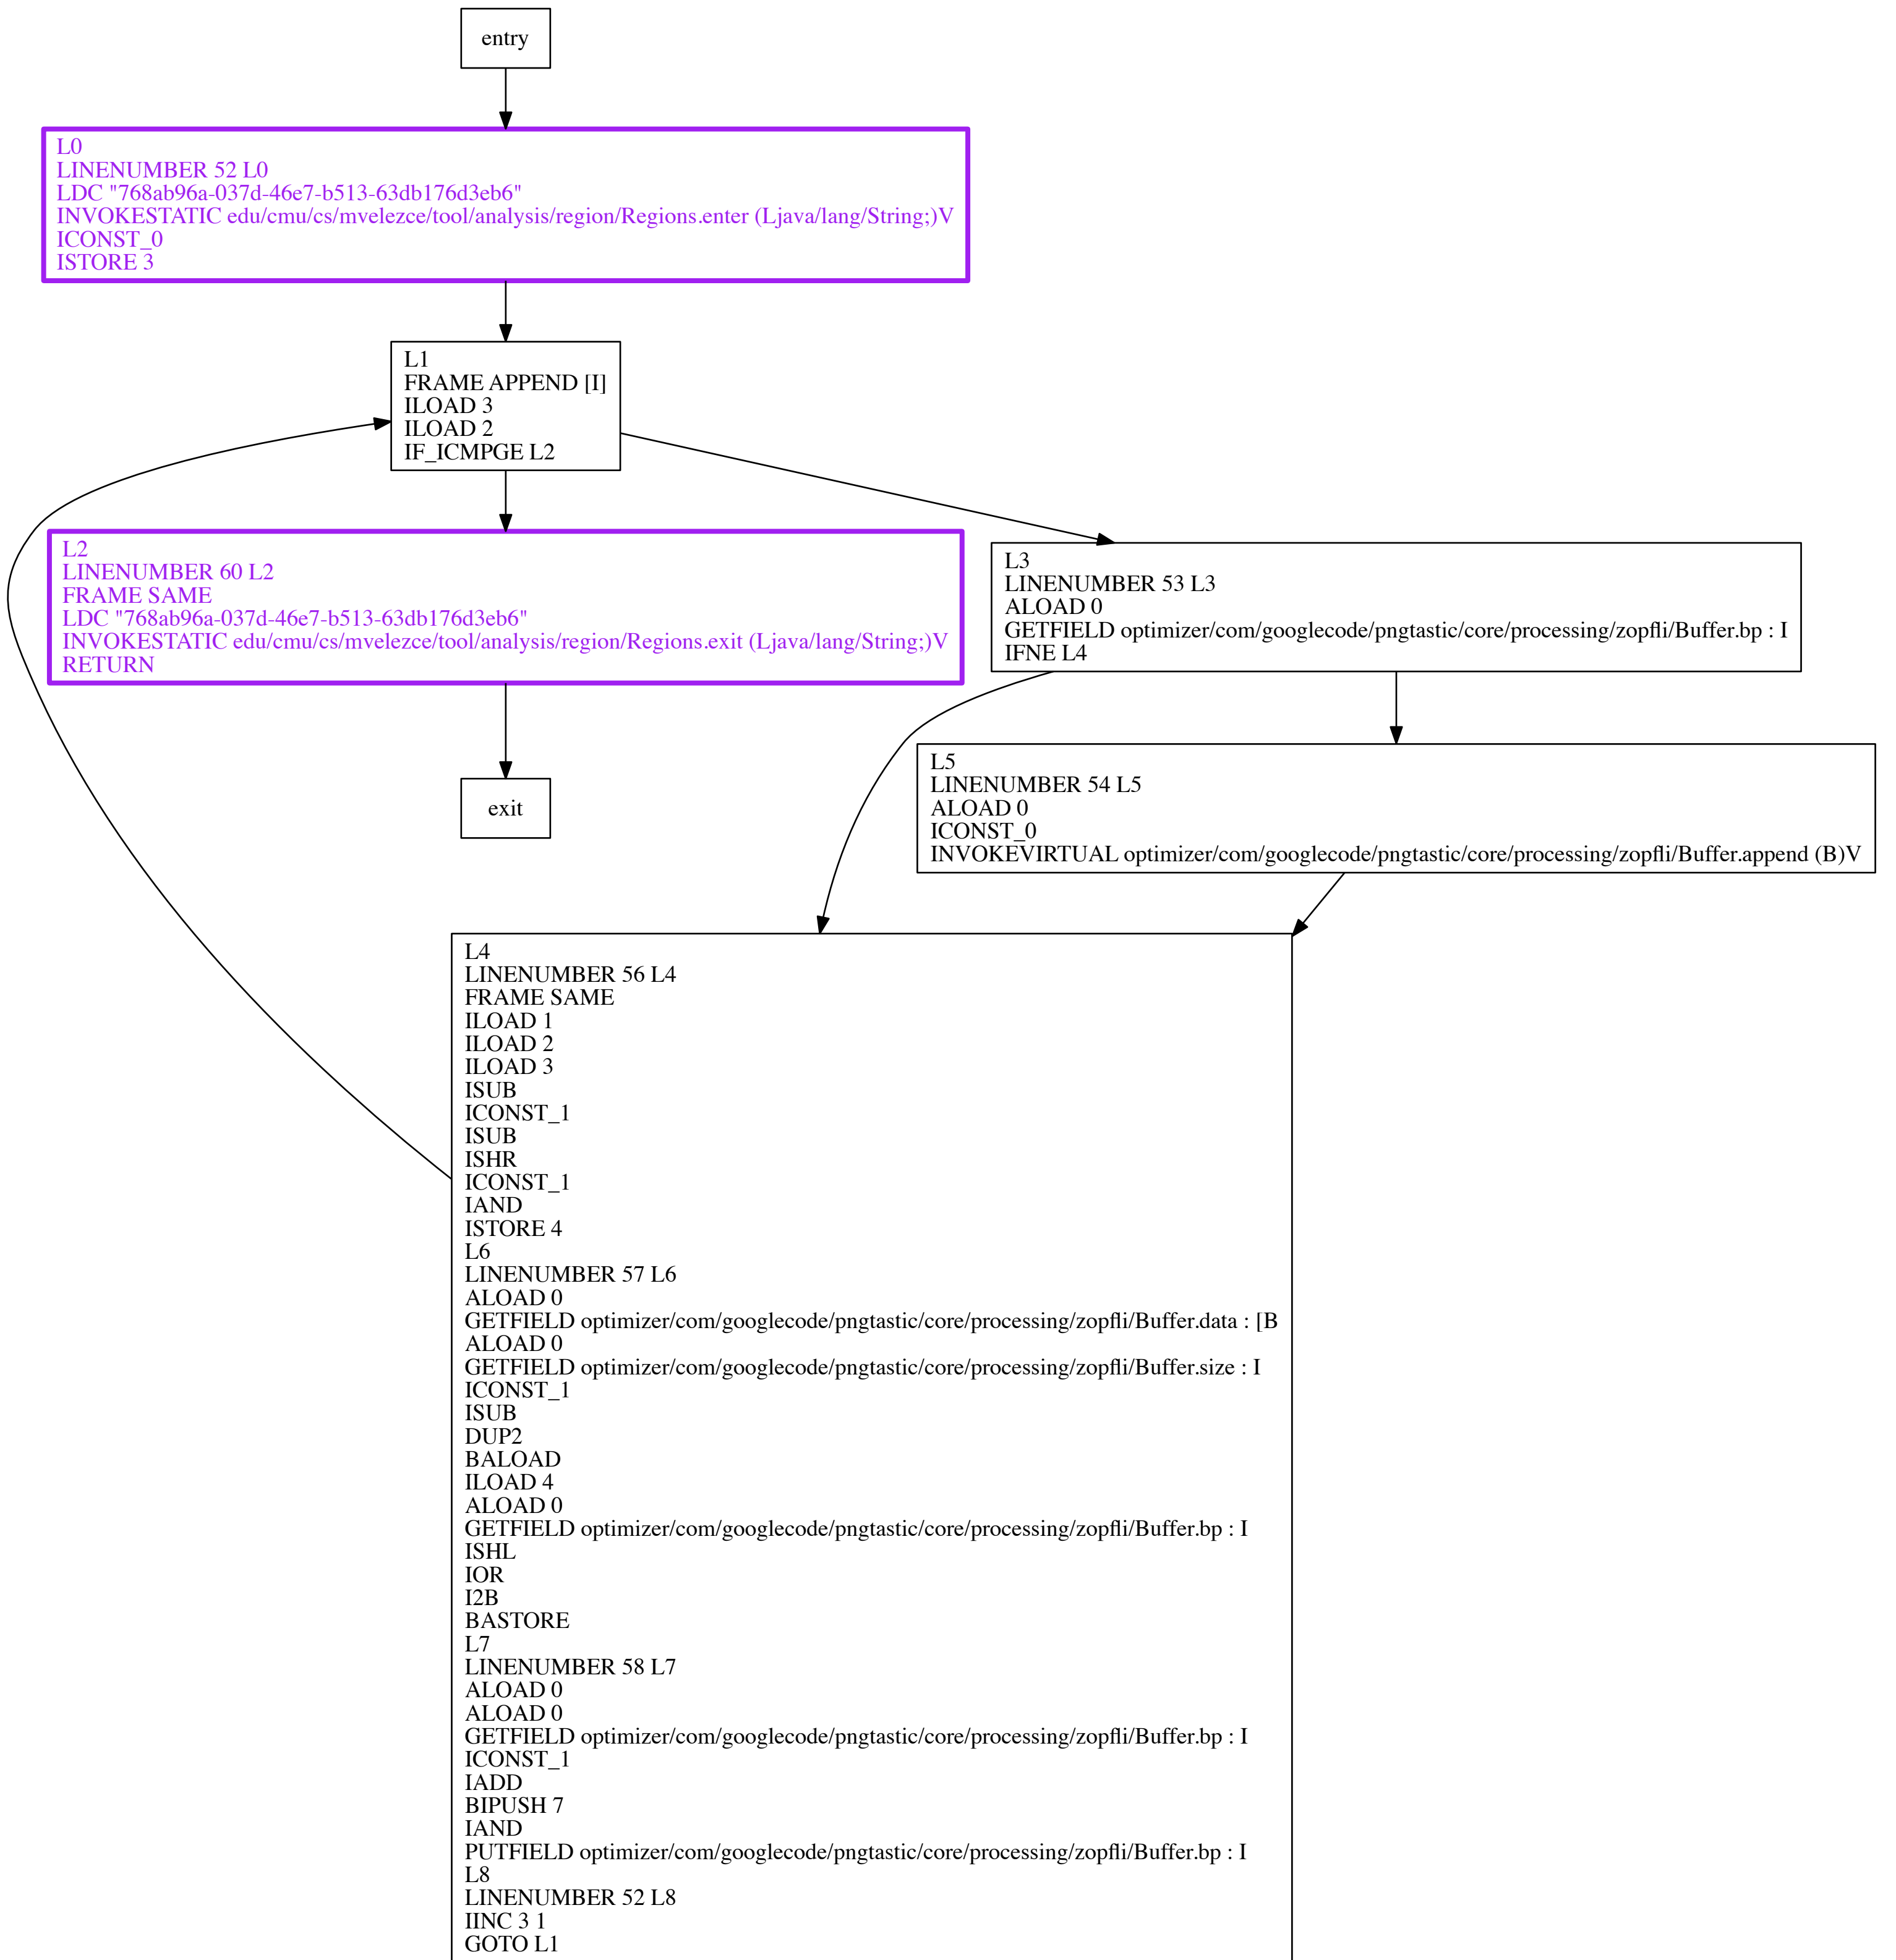 entry
L0
LINENUMBER 52 L0
LDC "768ab96a-037d-46e7-b513-63db176d3eb6"
INVOKESTATIC edu/cmu/cs/mvelezce/tool/analysis/region/Regions.enter (Ljava/lang/String;)V
ICONST_0
ISTORE 3
L1
FRAME APPEND [I]
ILOAD 3
ILOAD 2
IF_ICMPGE L2
L2
LINENUMBER 60 L2
FRAME SAME
LDC "768ab96a-037d-46e7-b513-63db176d3eb6"
INVOKESTATIC edu/cmu/cs/mvelezce/tool/analysis/region/Regions.exit (Ljava/lang/String;)V
RETURN
L3
LINENUMBER 53 L3
ALOAD 0
GETFIELD optimizer/com/googlecode/pngtastic/core/processing/zopfli/Buffer.bp : I
IFNE L4
exit
L5
LINENUMBER 54 L5
ALOAD 0
ICONST_0
INVOKEVIRTUAL optimizer/com/googlecode/pngtastic/core/processing/zopfli/Buffer.append (B)V
L4
LINENUMBER 56 L4
FRAME SAME
ILOAD 1
ILOAD 2
ILOAD 3
ISUB
ICONST_1
ISUB
ISHR
ICONST_1
IAND
ISTORE 4
L6
LINENUMBER 57 L6
ALOAD 0
GETFIELD optimizer/com/googlecode/pngtastic/core/processing/zopfli/Buffer.data : [B
ALOAD 0
GETFIELD optimizer/com/googlecode/pngtastic/core/processing/zopfli/Buffer.size : I
ICONST_1
ISUB
DUP2
BALOAD
ILOAD 4
ALOAD 0
GETFIELD optimizer/com/googlecode/pngtastic/core/processing/zopfli/Buffer.bp : I
ISHL
IOR
I2B
BASTORE
L7
LINENUMBER 58 L7
ALOAD 0
ALOAD 0
GETFIELD optimizer/com/googlecode/pngtastic/core/processing/zopfli/Buffer.bp : I
ICONST_1
IADD
BIPUSH 7
IAND
PUTFIELD optimizer/com/googlecode/pngtastic/core/processing/zopfli/Buffer.bp : I
L8
LINENUMBER 52 L8
IINC 3 1
GOTO L1